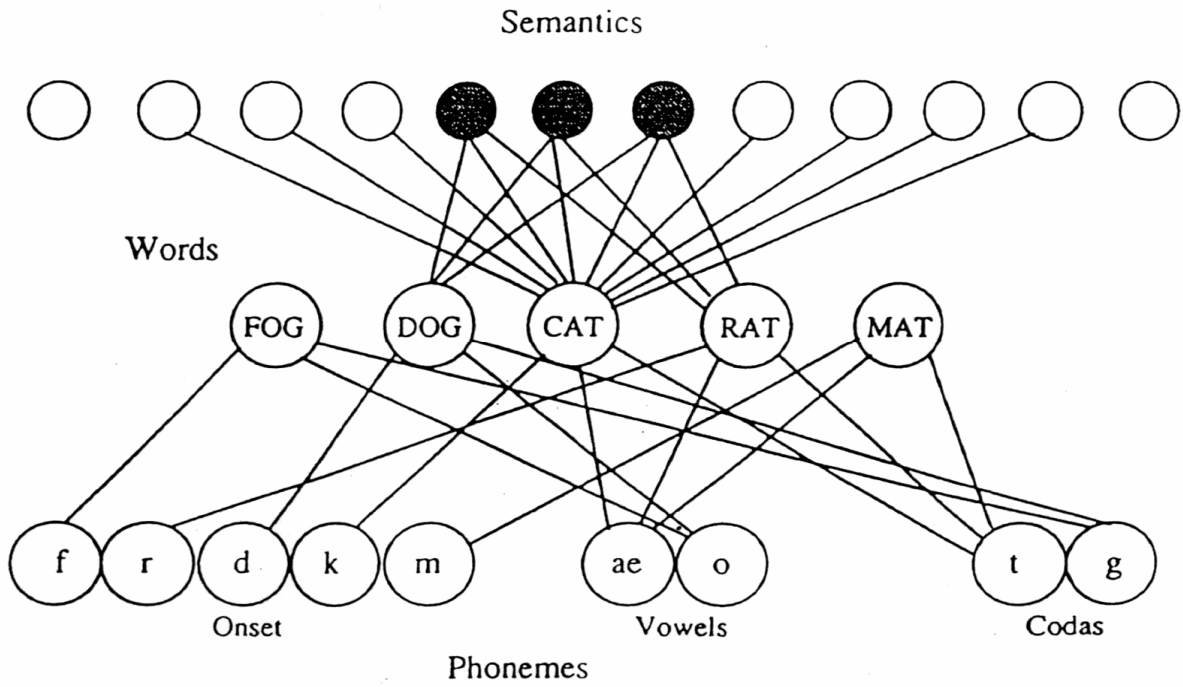 Semantics
Words
FOG DOG CAT RAT MAT
f r d k m ae o t g
Onset Vowels Codas
Phonemes